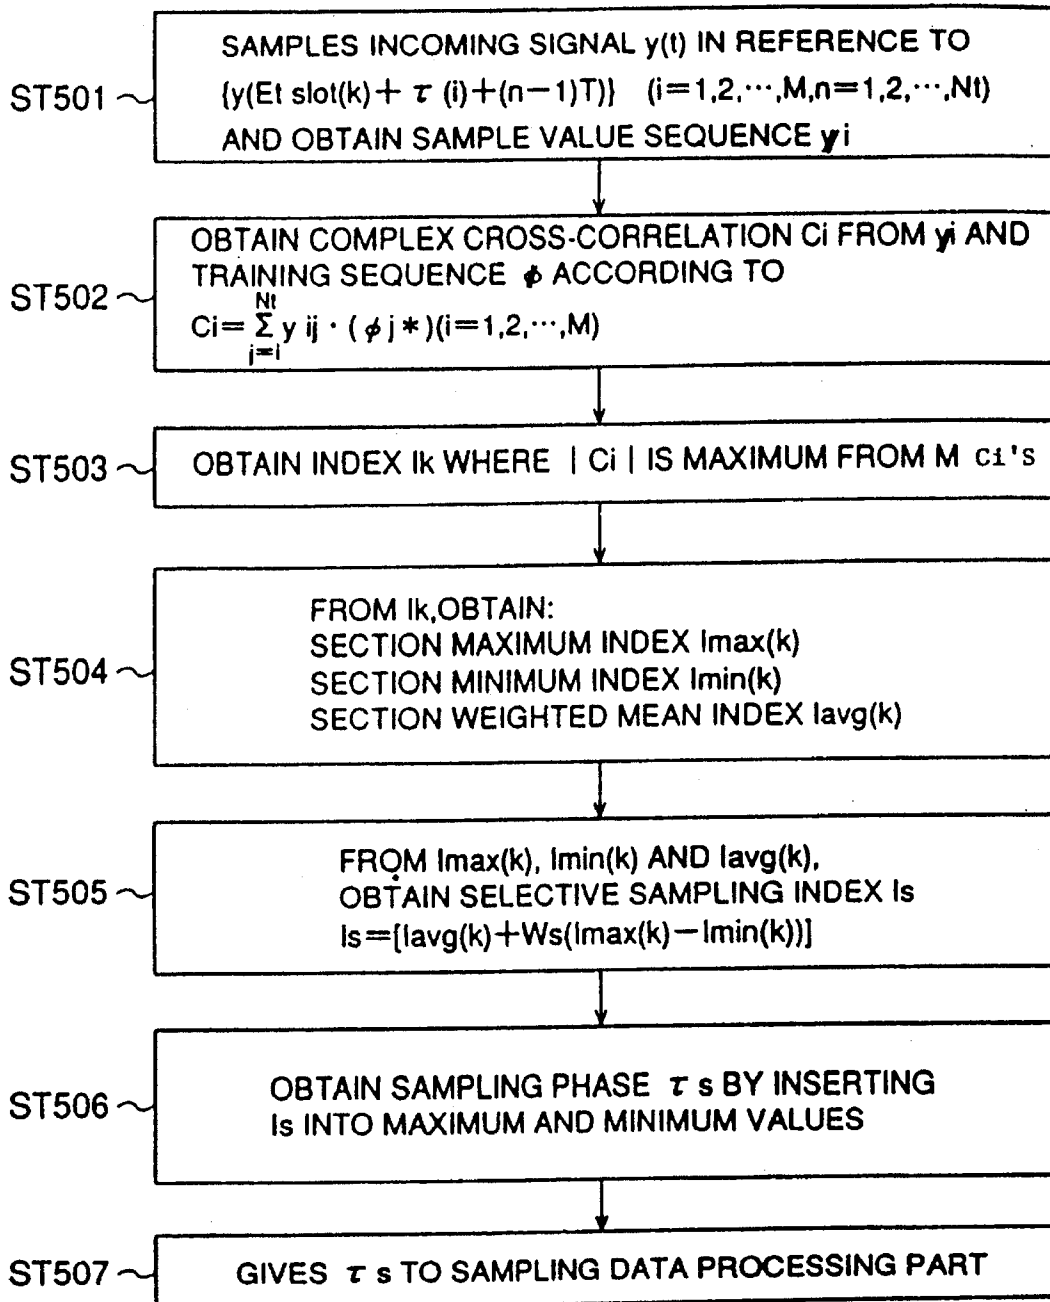 ST501
SAMPLES INCOMING SIGNAL y(t) IN REFERENCE TO
{y(Et slot(k)+ τ (i)+(n−1)T)} (i=1,2,⋯,M,n=1,2,⋯,Nt)
AND OBTAIN SAMPLE VALUE SEQUENCE yi
ST502
OBTAIN COMPLEX CROSS-CORRELATION Ci FROM yi AND
TRAINING SEQUENCE ϕ ACCORDING TO
Nt
Ci=Σ y ij · ( ϕ j *)(i=1,2,⋯,M)
j=i
ST503
OBTAIN INDEX Ik WHERE | Ci | IS MAXIMUM FROM M Ci'S
ST504
FROM Ik,OBTAIN:
SECTION MAXIMUM INDEX Imax(k)
SECTION MINIMUM INDEX Imin(k)
SECTION WEIGHTED MEAN INDEX Iavg(k)
ST505
FROM Imax(k), Imin(k) AND Iavg(k),
OBTAIN SELECTIVE SAMPLING INDEX Is
Is=[Iavg(k)+Ws(Imax(k)−Imin(k))]
ST506
OBTAIN SAMPLING PHASE τ s BY INSERTING
Is INTO MAXIMUM AND MINIMUM VALUES
ST507
GIVES τ s TO SAMPLING DATA PROCESSING PART